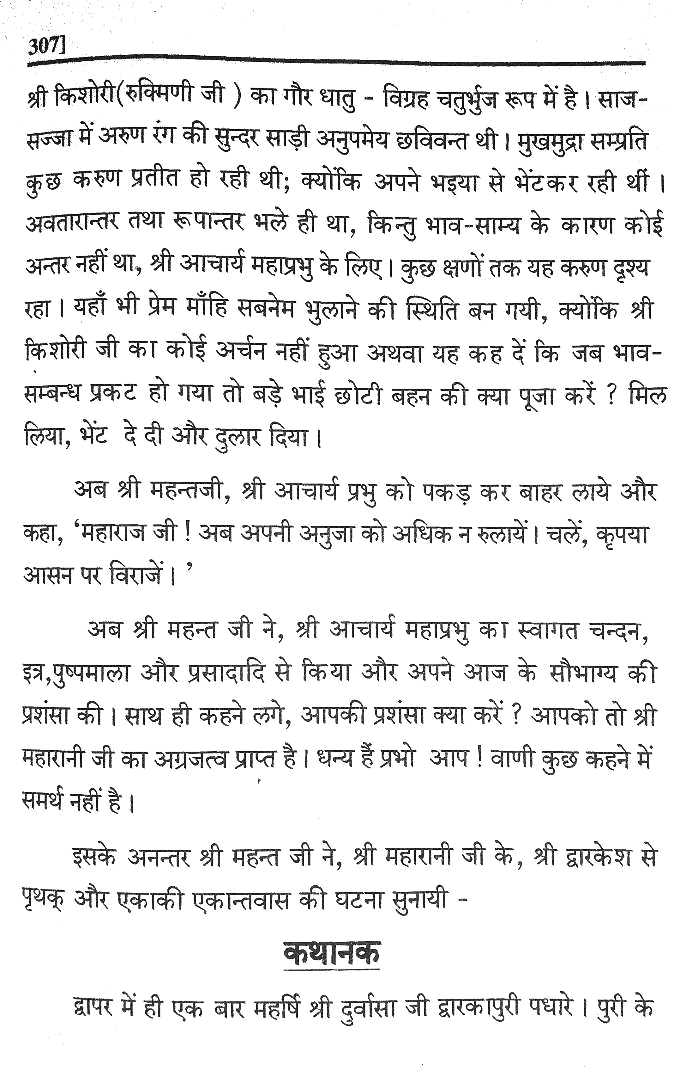 307]
श्री किशोरी(रुक्मिणी जी ) का गौर धातु - विग्रह चतुर्भुज रूप में है। साज-
सज्जा में अरुण रंग की सुन्दर साड़ी अनुपमेय छविवन्त थी। मुखमुद्रा सम्प्रति
कुछ करुण प्रतीत हो रही थी; क्योंकि अपने भइया से भेंटकर रही थीं ।
अवतारान्तर तथा रूपान्तर भले ही था, किन्तु भाव-साम्य के कारण कोई
अन्तर नहीं था, श्री आचार्य महाप्रभु के लिए। कुछ क्षणों तक यह करुण दृश्य
रहा । यहाँ भी प्रेम माँहि सबनेम भुलाने की स्थिति बन गयी, क्योंकि श्री
किशोरी जी का कोई अर्चन नहीं हुआ अथवा यह कह दें कि जब भाव-
सम्बन्ध प्रकट हो गया तो बड़े भाई छोटी बहन की क्या पूजा करें ? मिल
लिया, भेंट दे दी और दुलार दिया ।
अब श्री महन्तजी, श्री आचार्य प्रभु को पकड़ कर बाहर लाये और
कहा, ‘महाराज जी ! अब अपनी अनुजा को अधिक न रुलायें। चलें, कृपया
आसन पर विराजें। ’
अब श्री महन्त जी ने, श्री आचार्य महाप्रभु का स्वागत चन्दन,
इत्र,पुष्पमाला और प्रसादादि से किया और अपने आज के सौभाग्य की
प्रशंसा की । साथ ही कहने लगे, आपकी प्रशंसा क्या करें ? आपको तो श्री
महारानी जी का अग्रजत्व प्राप्त है। धन्य हैं प्रभो आप ! वाणी कुछ कहने में
समर्थ नहीं है ।
इसके अनन्तर श्री महन्त जी ने, श्री महारानी जी के, श्री द्वारकेश से
पृथक् और एकाकी एकान्तवास की घटना सुनायी -
कथानक
द्वापर में ही एक बार महर्षि श्री दुर्वासा जी द्वारकापुरी पधारे । पुरी के